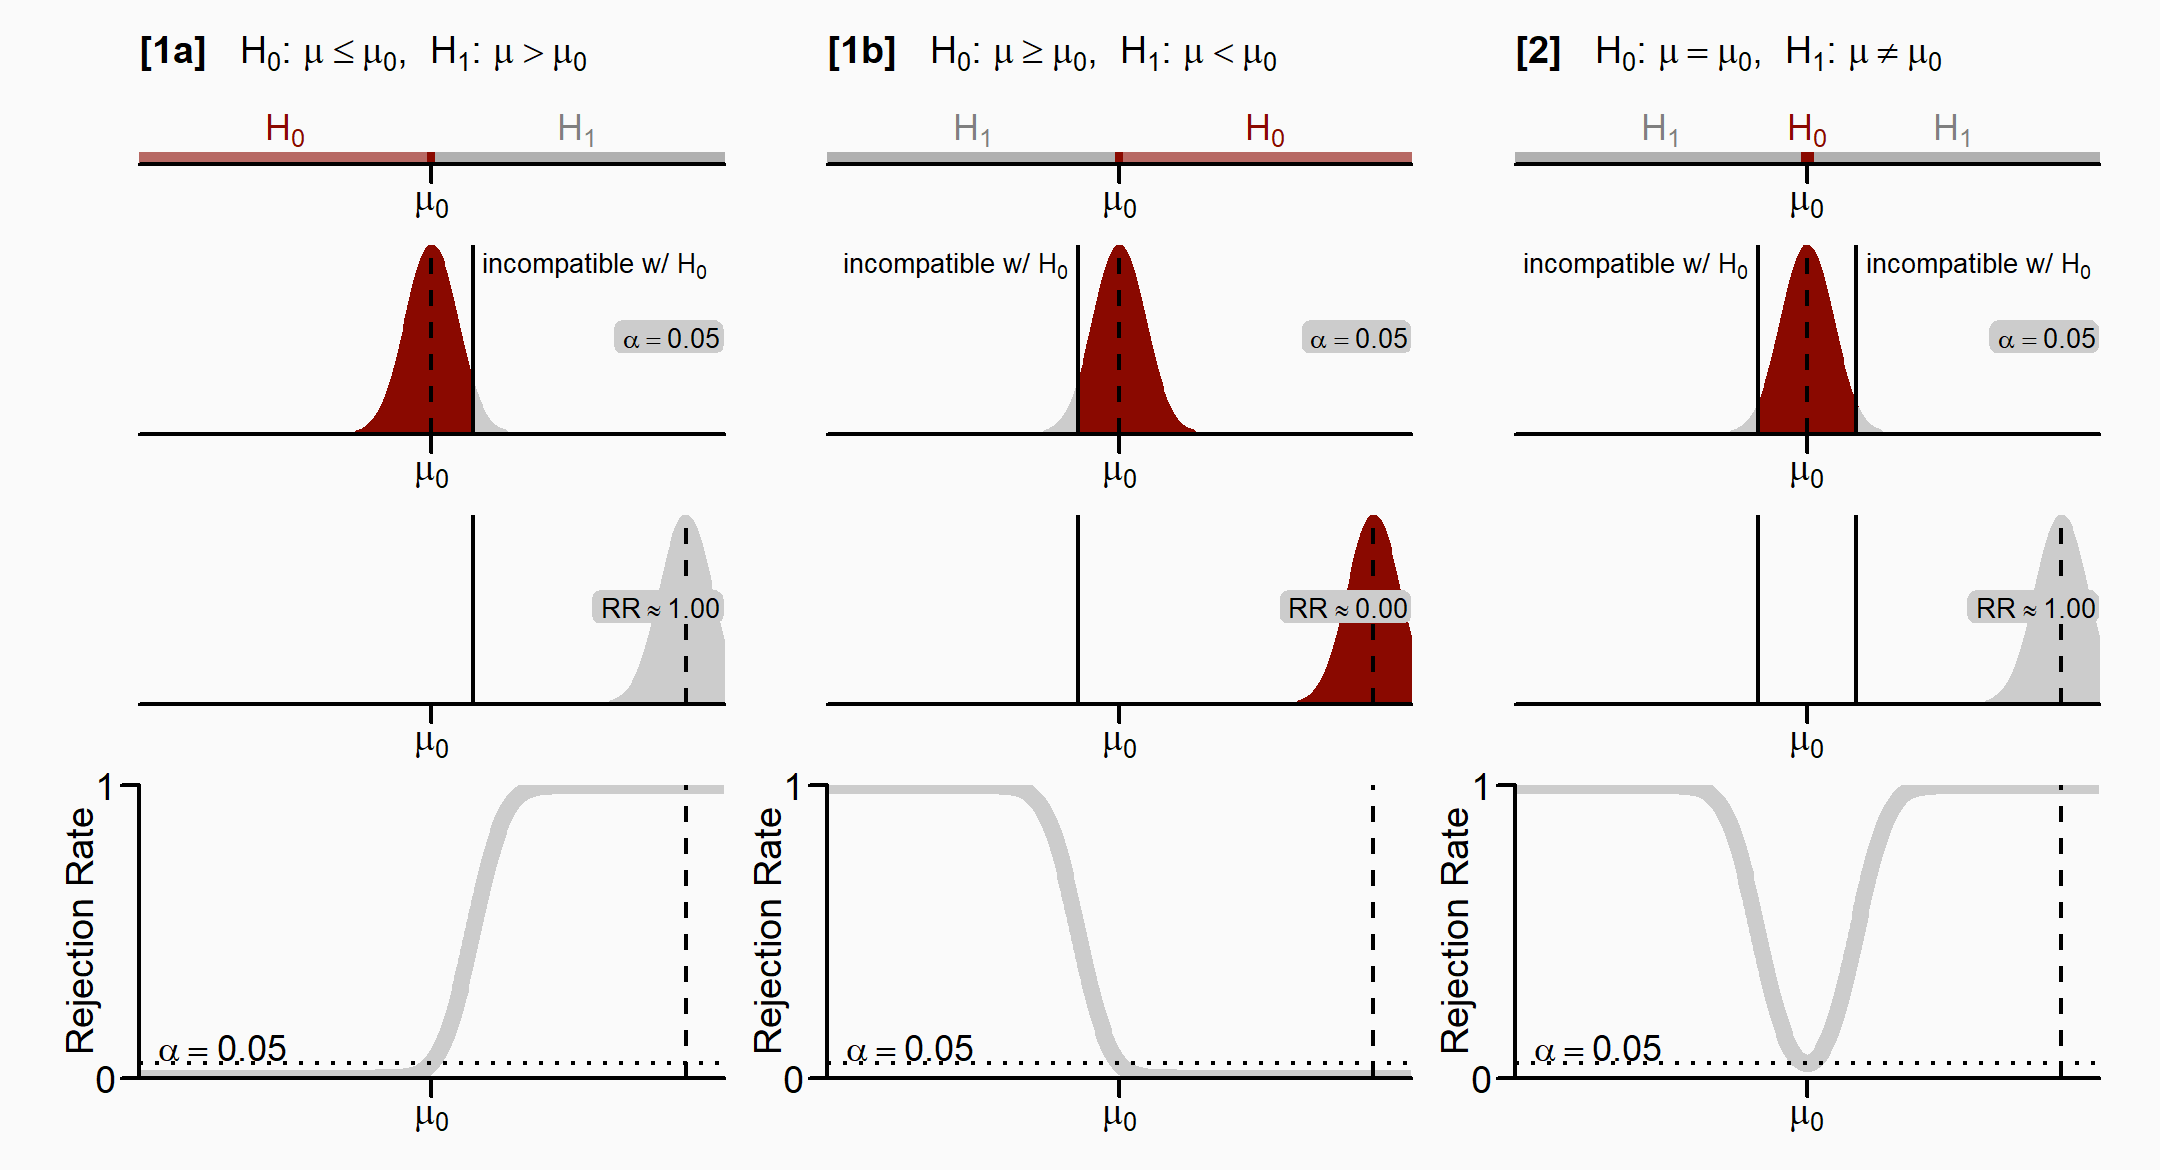 [1a] H₀: μ ≤ μ₀, H₁: μ > μ₀
H₀ H₁
μ₀
incompatible w/ H₀
α = 0.05
μ₀
RR ≈ 1.00
μ₀
Rejection Rate
1
α = 0.05
0
μ₀
[1b] H₀: μ ≥ μ₀, H₁: μ < μ₀
H₁ H₀
μ₀
incompatible w/ H₀
α = 0.05
μ₀
RR ≈ 0.00
μ₀
Rejection Rate
1
α = 0.05
0
μ₀
[2] H₀: μ = μ₀, H₁: μ ≠ μ₀
H₁ H₀ H₁
μ₀
incompatible w/ H₀ incompatible w/ H₀
α = 0.05
μ₀
RR ≈ 1.00
μ₀
Rejection Rate
1
α = 0.05
0
μ₀